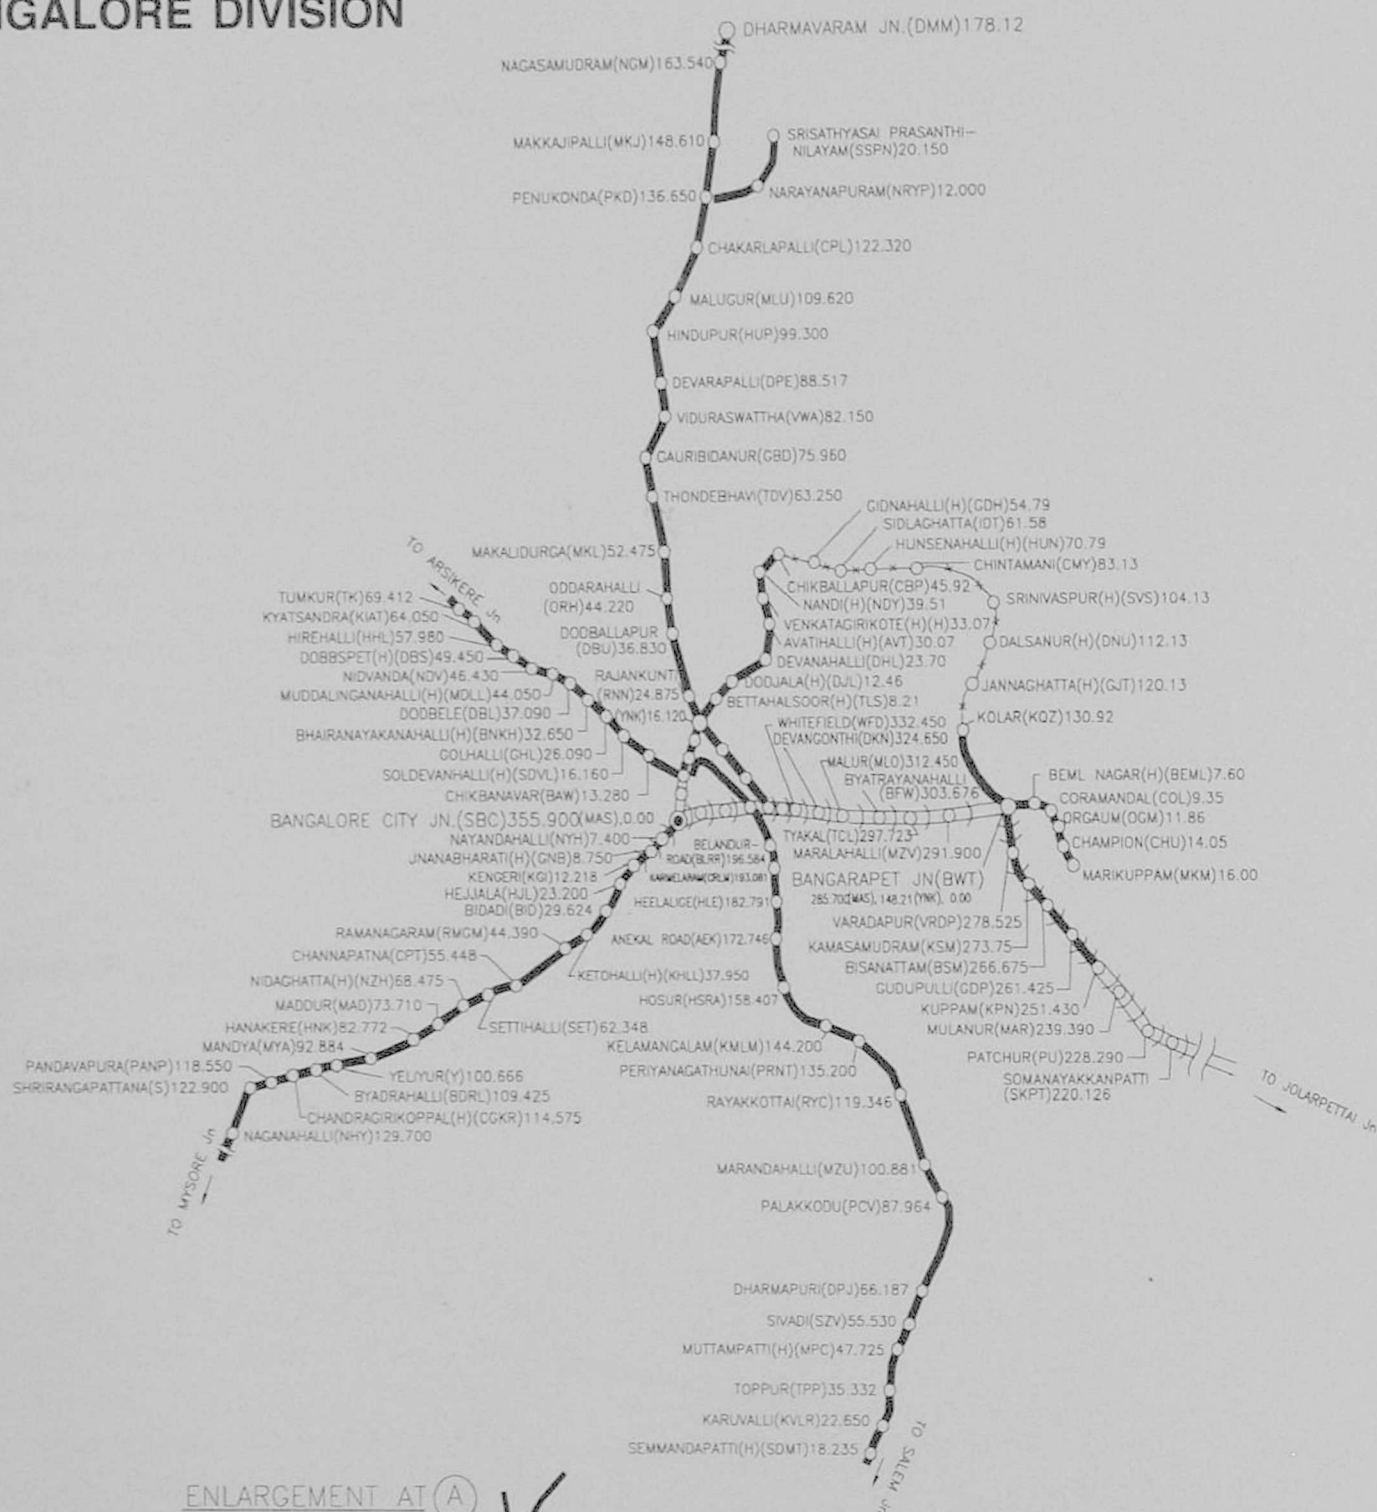 NGALORE DIVISION
DHARMAVARAM JN.(DMM)178.12
NAGASAMUDRAM(NGM)163.540
MAKKAJIPALLI(MKJ)148.610
SRISATHYASAI PRASANTHI-
NILAYAM(SSPN)20.150
PENUKONDA(PKD)136.650
NARAYANAPURAM(NRYP)12.000
CHAKARLAPALLI(CPL)122.320
MALUGUR(MLU)109.620
HINDUPUR(HUP)99.300
DEVARAPALLI(DPE)88.517
VIDURASWATTHA(VWA)82.150
GAURIBIDANUR(GBD)75.960
THONDEBHAVI(TDV)63.250
MAKALIDURGA(MKL)52.475
ODDARAHALLI
(ORH)44.220
DODBALLAPUR
(DBU)36.830
RAJANKUNTI
(RNN)24.875
(YNK)16.120
GIDNAHALLI(H)(GDH)54.79
SIDLAGHATTA(IDT)61.58
HUNSENAHALLI(H)(HUN)70.79
CHINTAMANI(CMY)83.13
CHIKBALLAPUR(CBP)45.92
NANDI(H)(NDY)39.51
VENKATAGIRIKOTE(H)(H)33.07
AVATIHALLI(H)(AVT)30.07
DEVANAHALLI(DHL)23.70
DODJALA(H)(DJL)12.46
BETTAHALSOOR(H)(TLS)8.21
SRINIVASPUR(H)(SVS)104.13
DALSANUR(H)(DNU)112.13
JANNAGHATTA(H)(GJT)120.13
KOLAR(KQZ)130.92
TO ARSIKERE Jn
TUMKUR(TK)69.412
KYATSANDRA(KIAT)64.050
HIREHALLI(HHL)57.980
DOBBSPET(H)(DBS)49.450
NIDVANDA(NDV)46.430
MUDDALINGANAHALLI(H)(MDLL)44.050
DODBELE(DBL)37.090
BHAIRANAYAKANAHALLI(H)(BNKH)32.650
GOLHALLI(GHL)26.090
SOLDEVANHALLI(H)(SDVL)16.160
CHIKBANAVAR(BAW)13.280
BANGALORE CITY JN.(SBC)355.900(MAS),0.00
WHITEFIELD(WFD)332.450
DEVANGONTHI(DKN)324.650
MALUR(MLO)312.450
BYATRAYANAHALLI
(BFW)303.676
TYAKAL(TCL)297.723
MARALAHALLI(MZV)291.900
BANGARAPET JN(BWT)
285.700(MAS), 148.21(YNK), 0.00
BEML NAGAR(H)(BEML)7.60
CORAMANDAL(COL)9.35
ORGAUM(OGM)11.86
CHAMPION(CHU)14.05
MARIKUPPAM(MKM)16.00
NAYANDAHALLI(NYH)7.400
JNANABHARATI(H)(GNB)8.750
KENGERI(KGI)12.218
HEJJALA(HJL)23.200
BIDADI(BID)29.624
RAMANAGARAM(RMGM)44.390
CHANNAPATNA(CPT)55.448
NIDAGHATTA(H)(NZH)68.475
MADDUR(MAD)73.710
HANAKERE(HNK)82.772
MANDYA(MYA)92.884
PANDAVAPURA(PANP)118.550
SHRIRANGAPATTANA(S)122.900
KETOHALLI(H)(KHLL)37.950
SETTIHALLI(SET)62.348
YELIYUR(Y)100.666
BYADRAHALLI(BDRL)109.425
CHANDRAGIRIKOPPAL(H)(CGKR)114.575
NAGANAHALLI(NHY)129.700
TO MYSORE Jn
BELANDUR-
ROAD(BLRR)196.584
KARMELARAM(CRLM)193.081
HEELALIGE(HLE)182.791
ANEKAL ROAD(AEK)172.746
HOSUR(HSRA)158.407
KELAMANGALAM(KMLM)144.200
PERIYANAGATHUNAI(PRNT)135.200
RAYAKKOTTAI(RYC)119.346
MARANDAHALLI(MZU)100.881
PALAKKODU(PCV)87.964
DHARMAPURI(DPJ)66.187
SIVADI(SZV)55.530
MUTTAMPATTI(H)(MPC)47.725
TOPPUR(TPP)35.332
KARUVALLI(KVLR)22.650
SEMMANDAPATTI(H)(SDMT)18.235
TO SALEM Jn
VARADAPUR(VRDP)278.525
KAMASAMUDRAM(KSM)273.75
BISANATTAM(BSM)266.675
GUDUPULLI(GDP)261.425
KUPPAM(KPN)251.430
MULANUR(MAR)239.390
PATCHUR(PU)228.290
SOMANAYAKKANPATTI
(SKPT)220.126
TO JOLARPETTAI Jn
ENLARGEMENT AT A